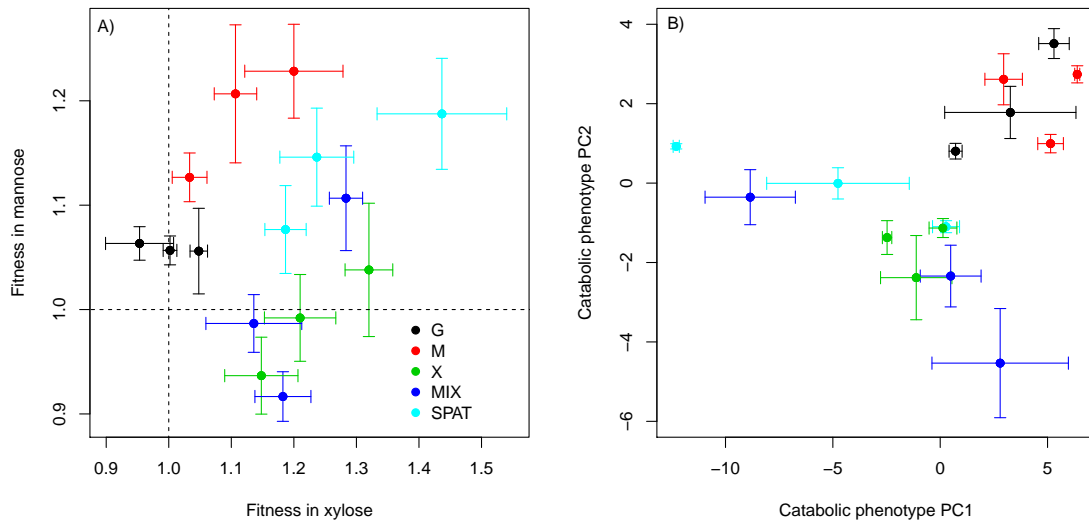 A)
Fitness in mannose
1.2
1.1
1.0
0.9
G
M
X
MIX
SPAT
0.9 1.0 1.1 1.2 1.3 1.4 1.5
Fitness in xylose
B)
Catabolic phenotype PC2
4
2
0
−2
−4
−6
−10 −5 0 5
Catabolic phenotype PC1